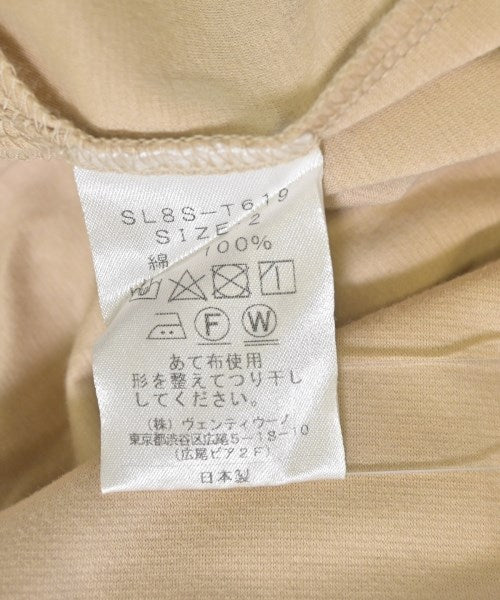 SL8S-T619
SIZE 2
綿 100%
F W
あて布使用
形を整えてつり干し
してください。
(株) ヴェンティウーノ
東京都渋谷区広尾5-18-10
(広尾ピア2F)
日本製